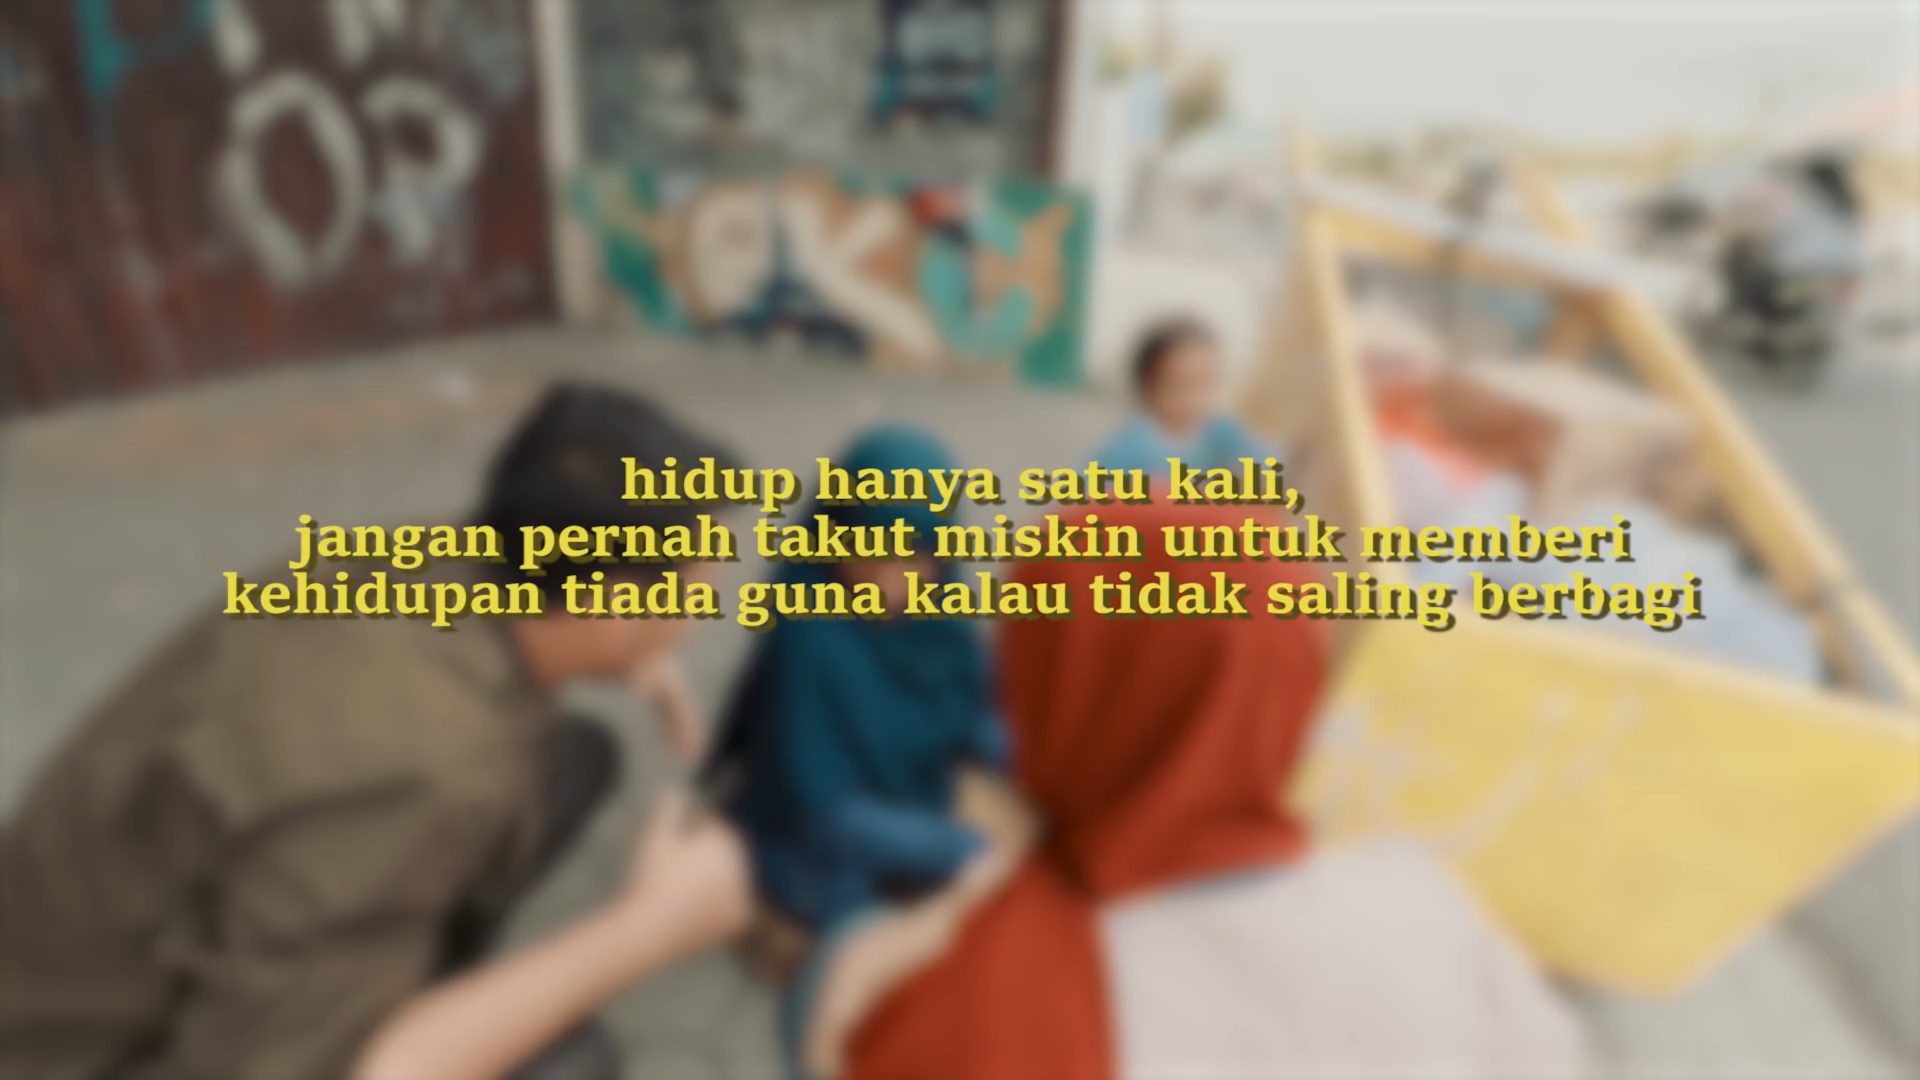 hidup hanya satu kali,
jangan pernah takut miskin untuk memberi
kehidupan tiada guna kalau tidak saling berbagi